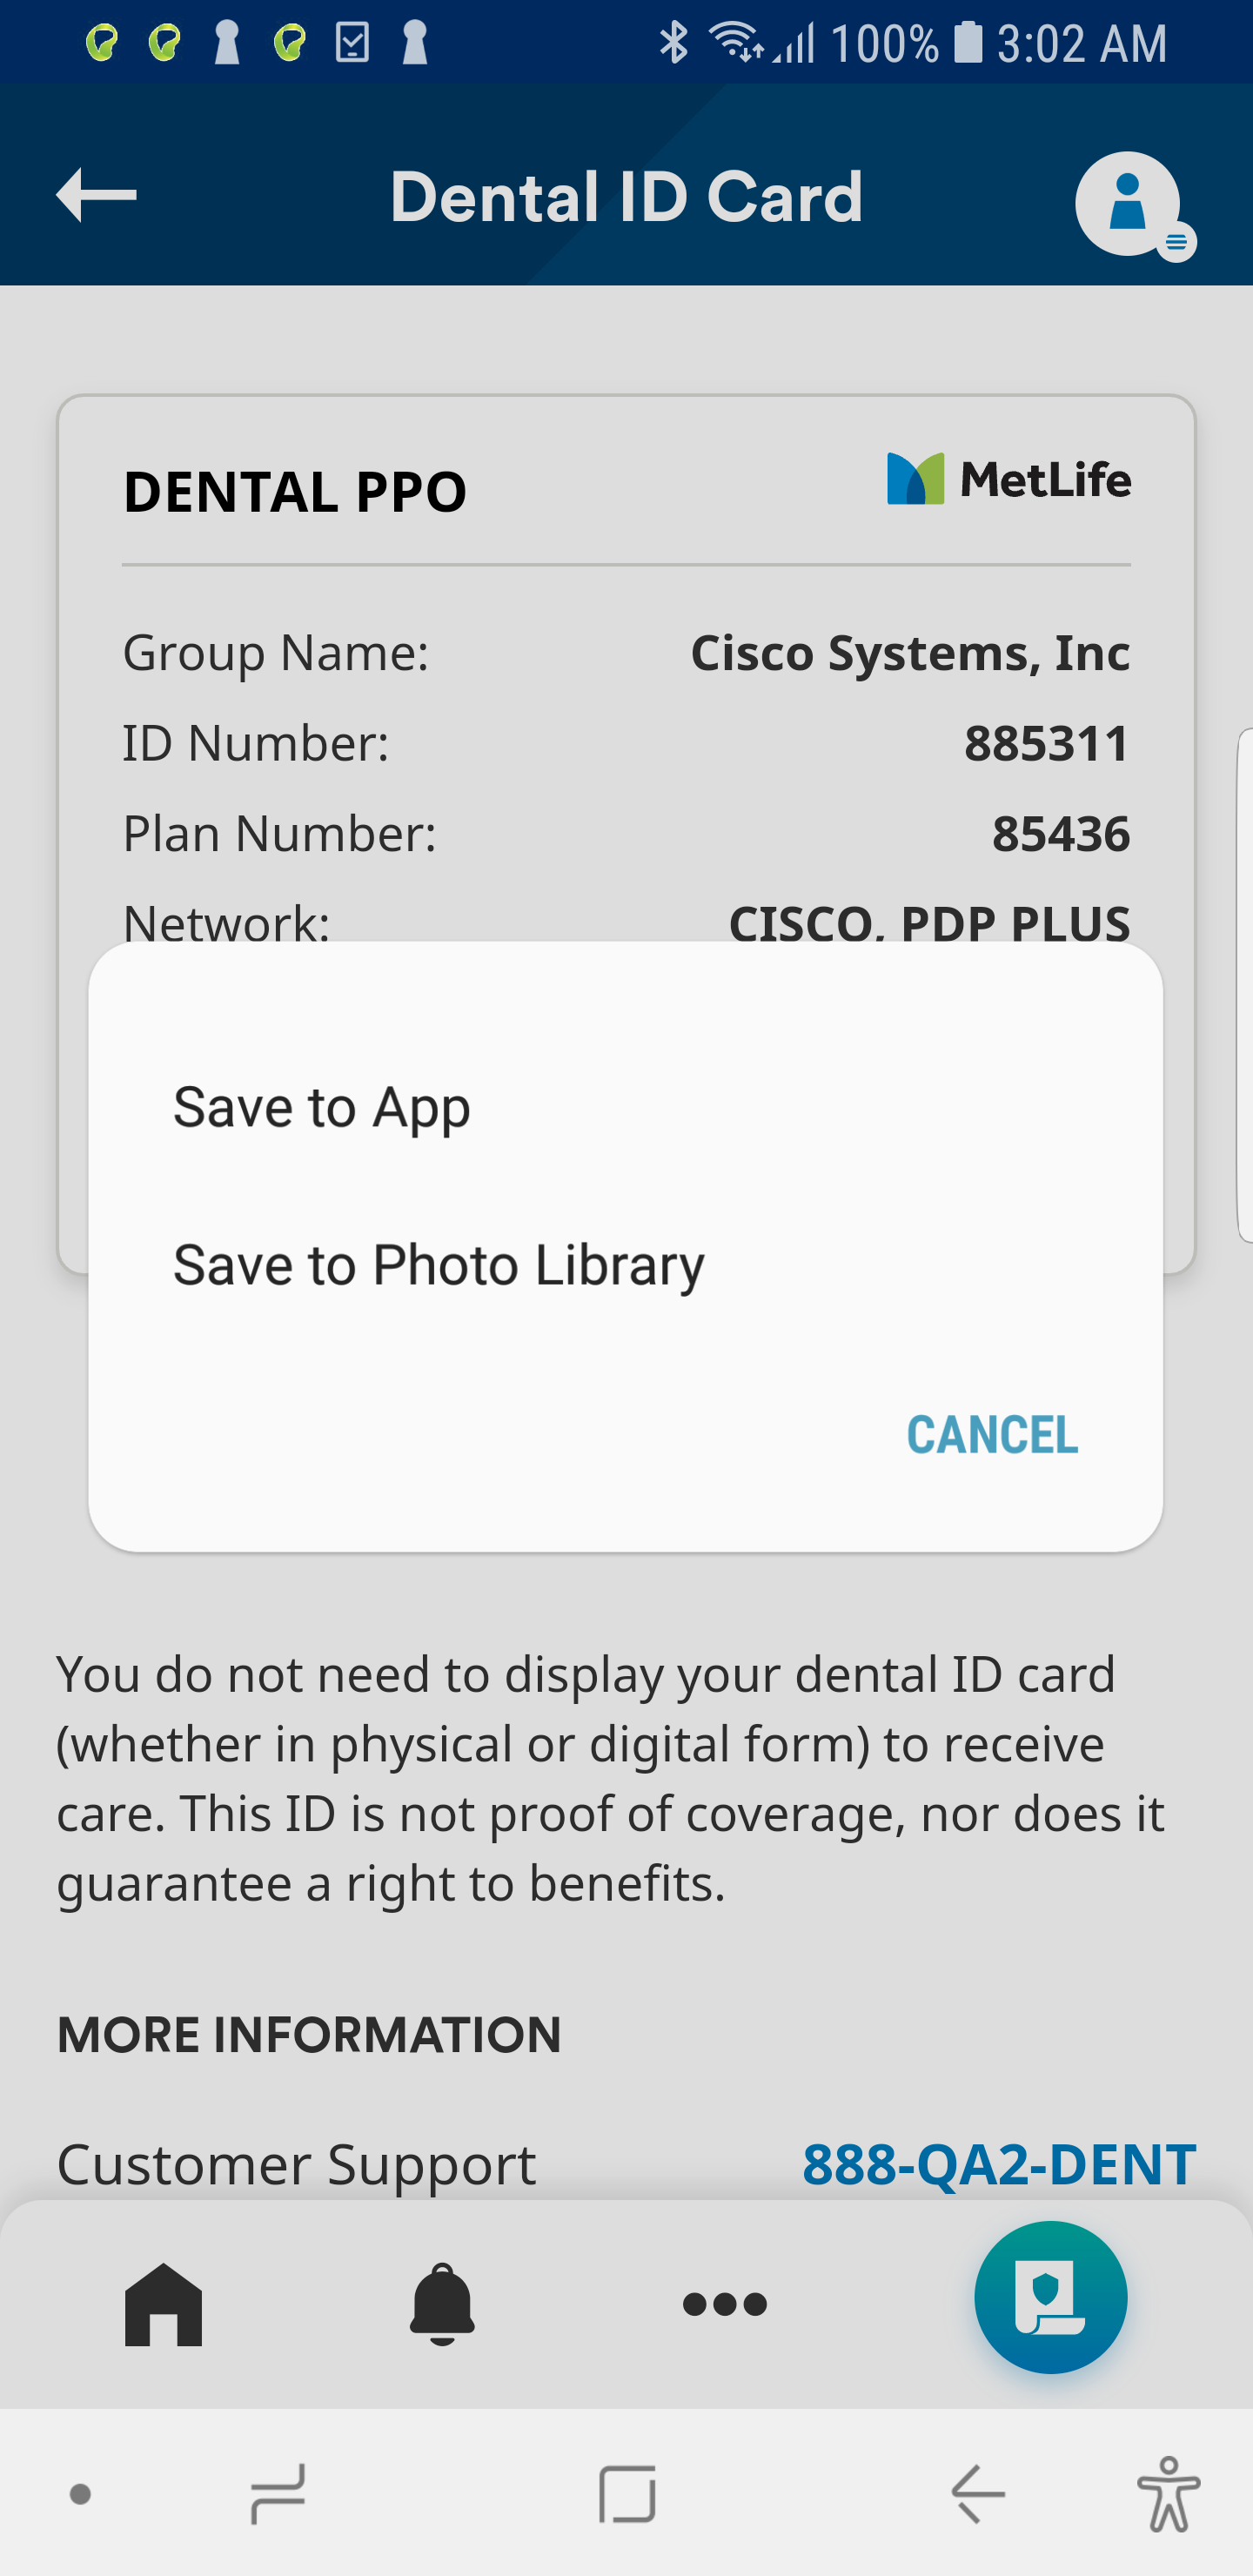 100% 3:02 AM
Dental ID Card
DENTAL PPO
MetLife
Group Name: Cisco Systems, Inc
ID Number: 885311
Plan Number: 85436
Network: CISCO, PDP PLUS
Save to App
Save to Photo Library
CANCEL
You do not need to display your dental ID card
(whether in physical or digital form) to receive
care. This ID is not proof of coverage, nor does it
guarantee a right to benefits.
MORE INFORMATION
Customer Support 888-QA2-DENT